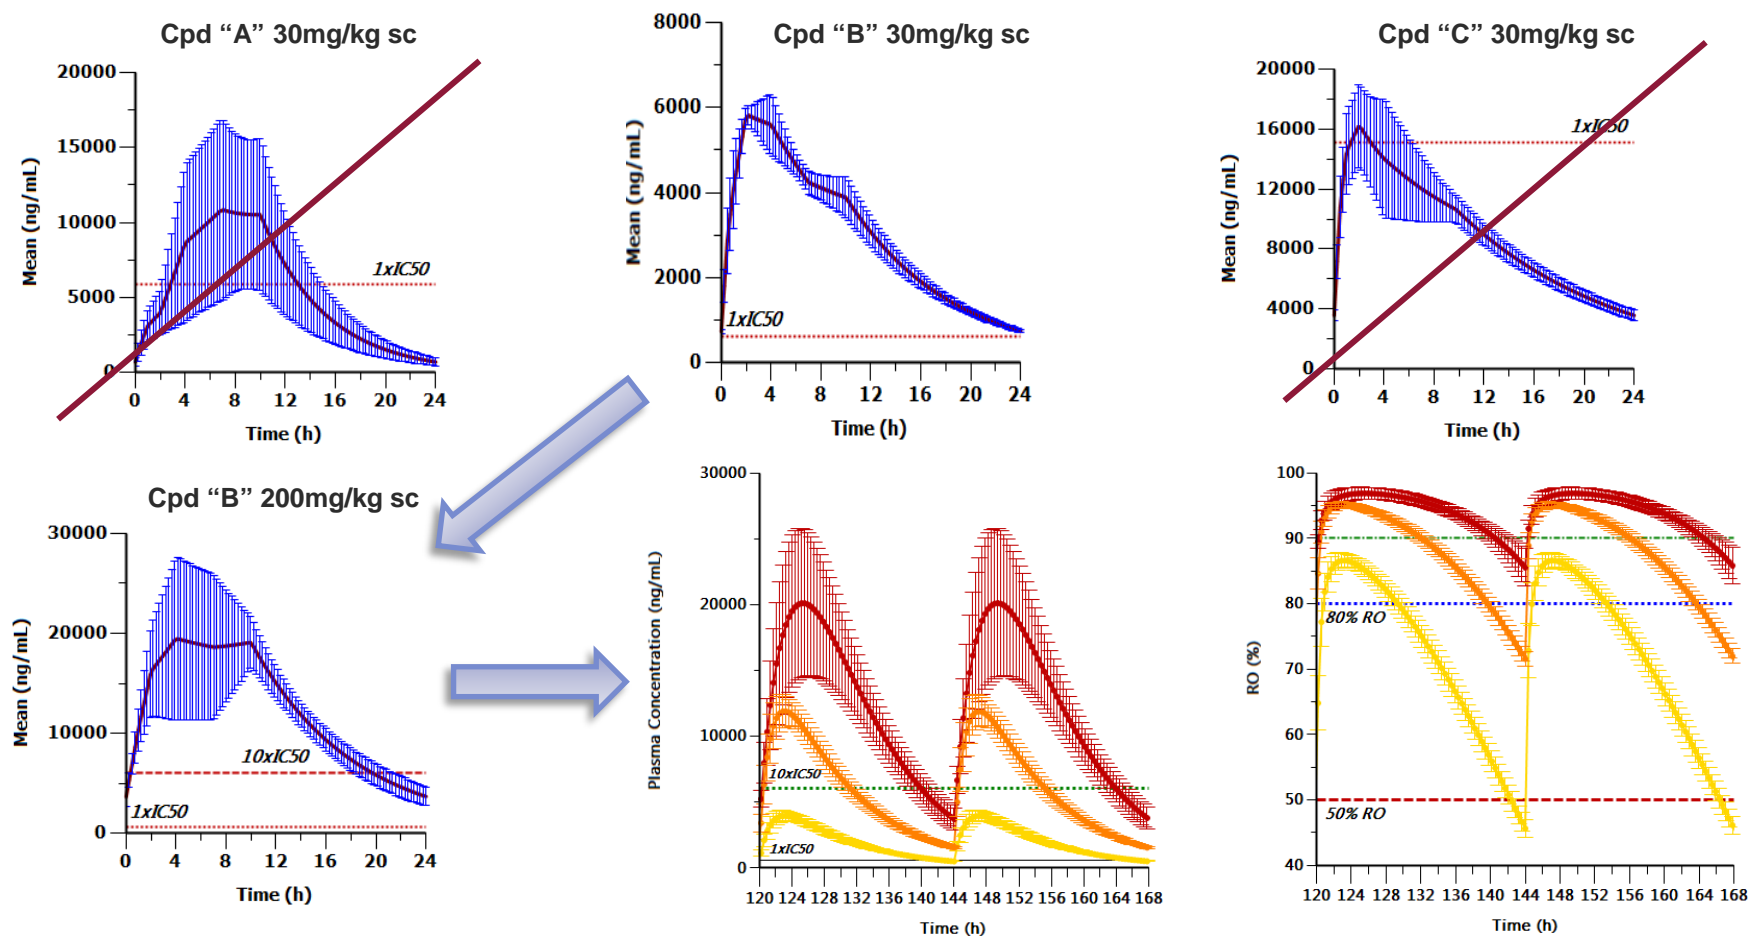 Cpd “A” 30mg/kg sc
20000
15000
10000
5000
0
Mean (ng/mL)
1xIC50
0 4 8 12 16 20 24
Time (h)
Cpd “B” 30mg/kg sc
8000
6000
4000
2000
0
Mean (ng/mL)
1xIC50
0 4 8 12 16 20 24
Time (h)
Cpd “C” 30mg/kg sc
20000
16000
12000
8000
4000
0
Mean (ng/mL)
1xIC50
0 4 8 12 16 20 24
Time (h)
Cpd “B” 200mg/kg sc
30000
20000
10000
0
Mean (ng/mL)
10xIC50
1xIC50
0 4 8 12 16 20 24
Time (h)
30000
20000
10000
0
Plasma Concentration (ng/mL)
10xIC50
1xIC50
120 124 128 132 136 140 144 148 152 156 160 164 168
Time (h)
100
90
80
70
60
50
40
RO (%)
80% RO
50% RO
120 124 128 132 136 140 144 148 152 156 160 164 168
Time (h)